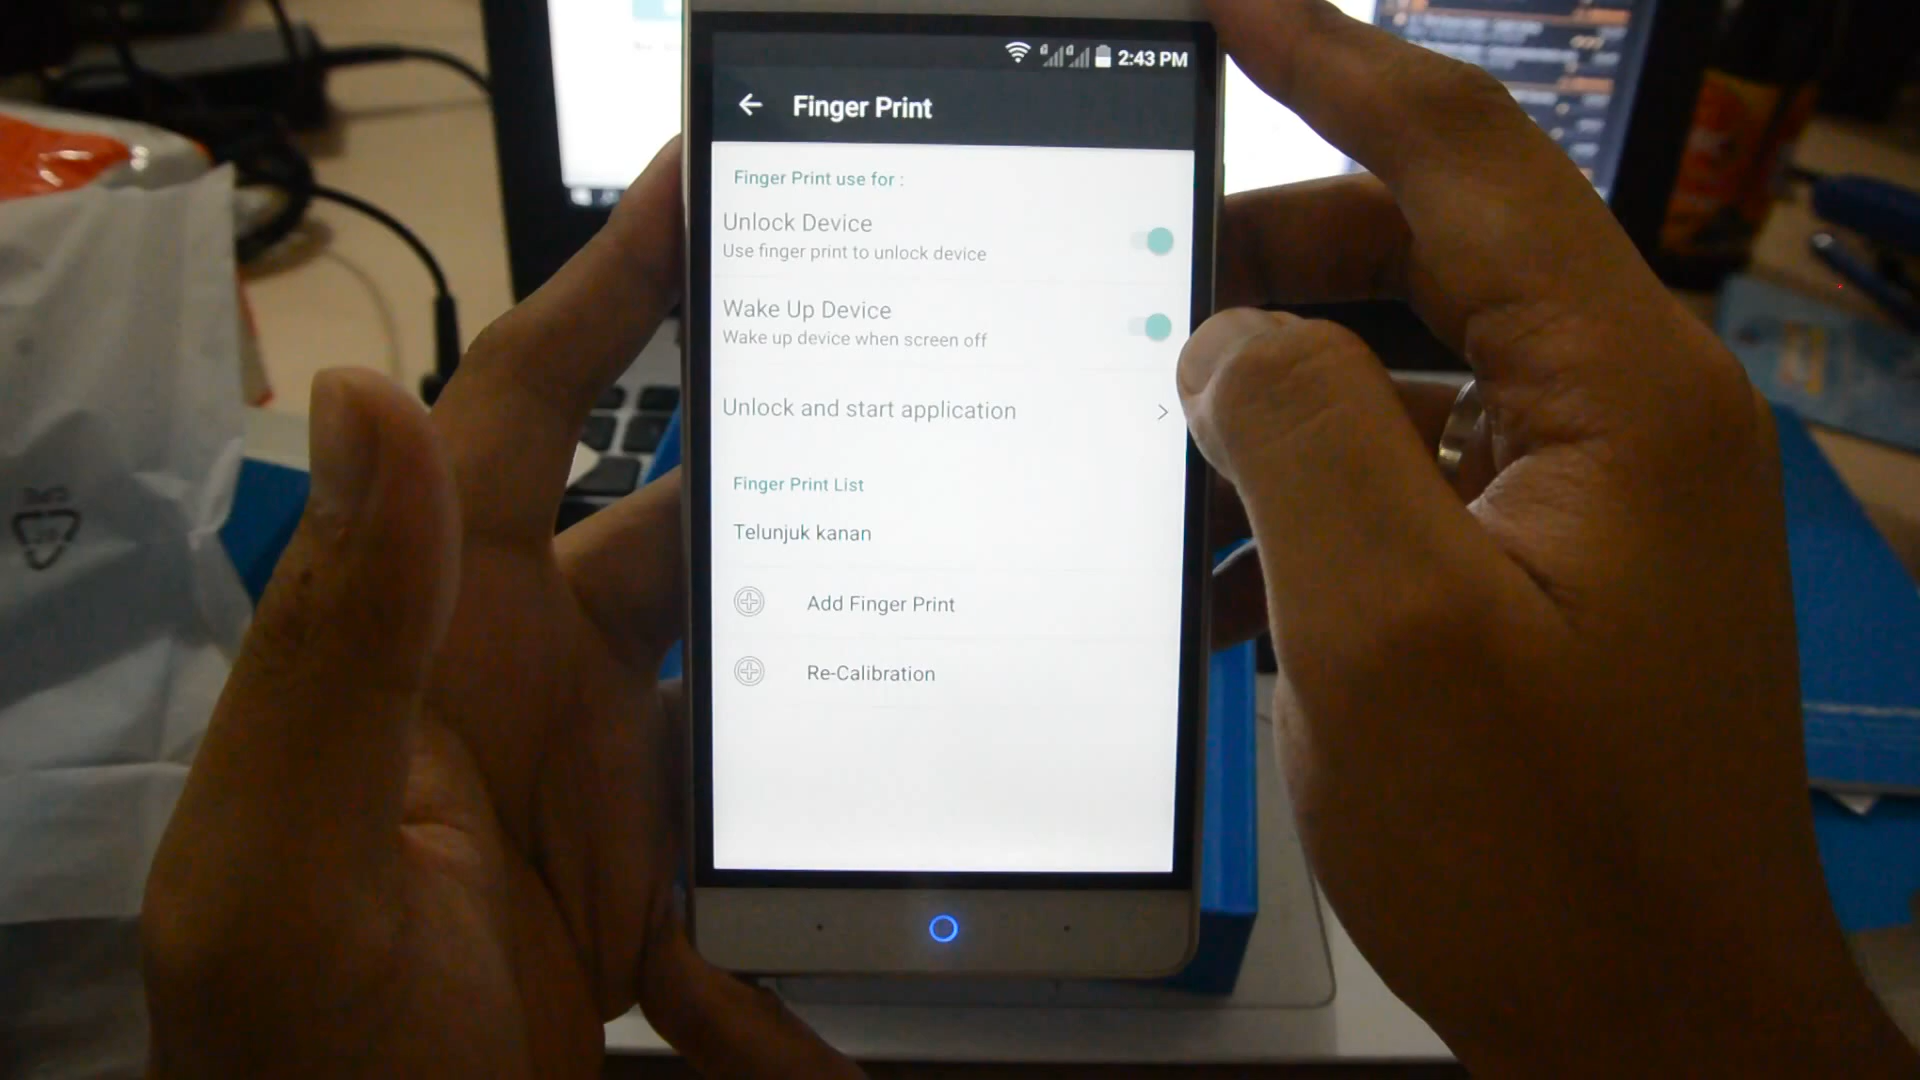 2:43 PM
Finger Print
Finger Print use for :
Unlock Device
Use finger print to unlock device
Wake Up Device
Wake up device when screen off
Unlock and start application
Finger Print List
Telunjuk kanan
Add Finger Print
Re-Calibration